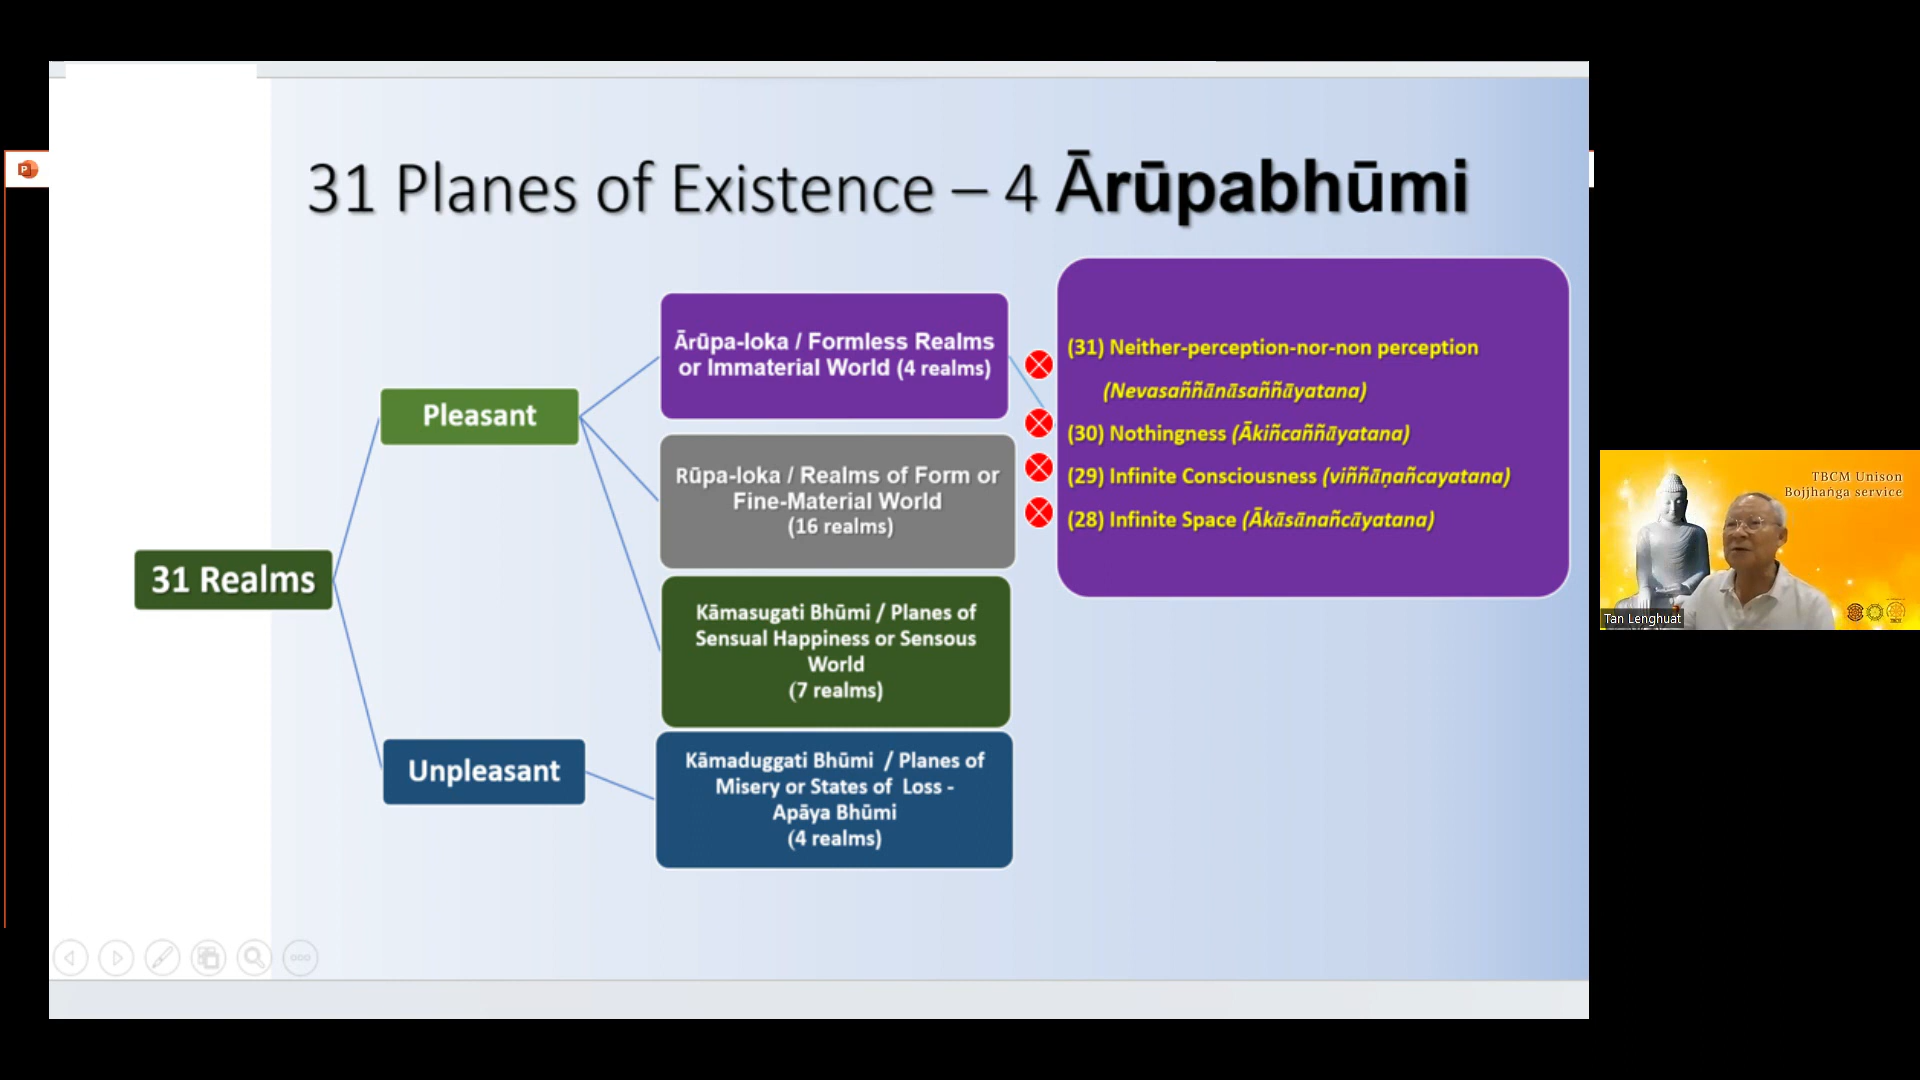 31 Planes of Existence – 4 Ārūpabhūmi
31 Realms
Pleasant
Unpleasant
Ārūpa-loka / Formless Realms
or Immaterial World (4 realms)
Rūpa-loka / Realms of Form or
Fine-Material World
(16 realms)
Kāmasugati Bhūmi / Planes of
Sensual Happiness or Sensous
World
(7 realms)
Kāmaduggati Bhūmi / Planes of
Misery or States of Loss -
Apāya Bhūmi
(4 realms)
(31) Neither-perception-nor-non perception
(Nevasaññānāsaññāyatana)
(30) Nothingness (Ākiñcaññāyatana)
(29) Infinite Consciousness (viññāṇañcayatana)
(28) Infinite Space (Ākāsānañcāyatana)
TBCM Unison
Bojjhaṅga service
Tan Lenghuat